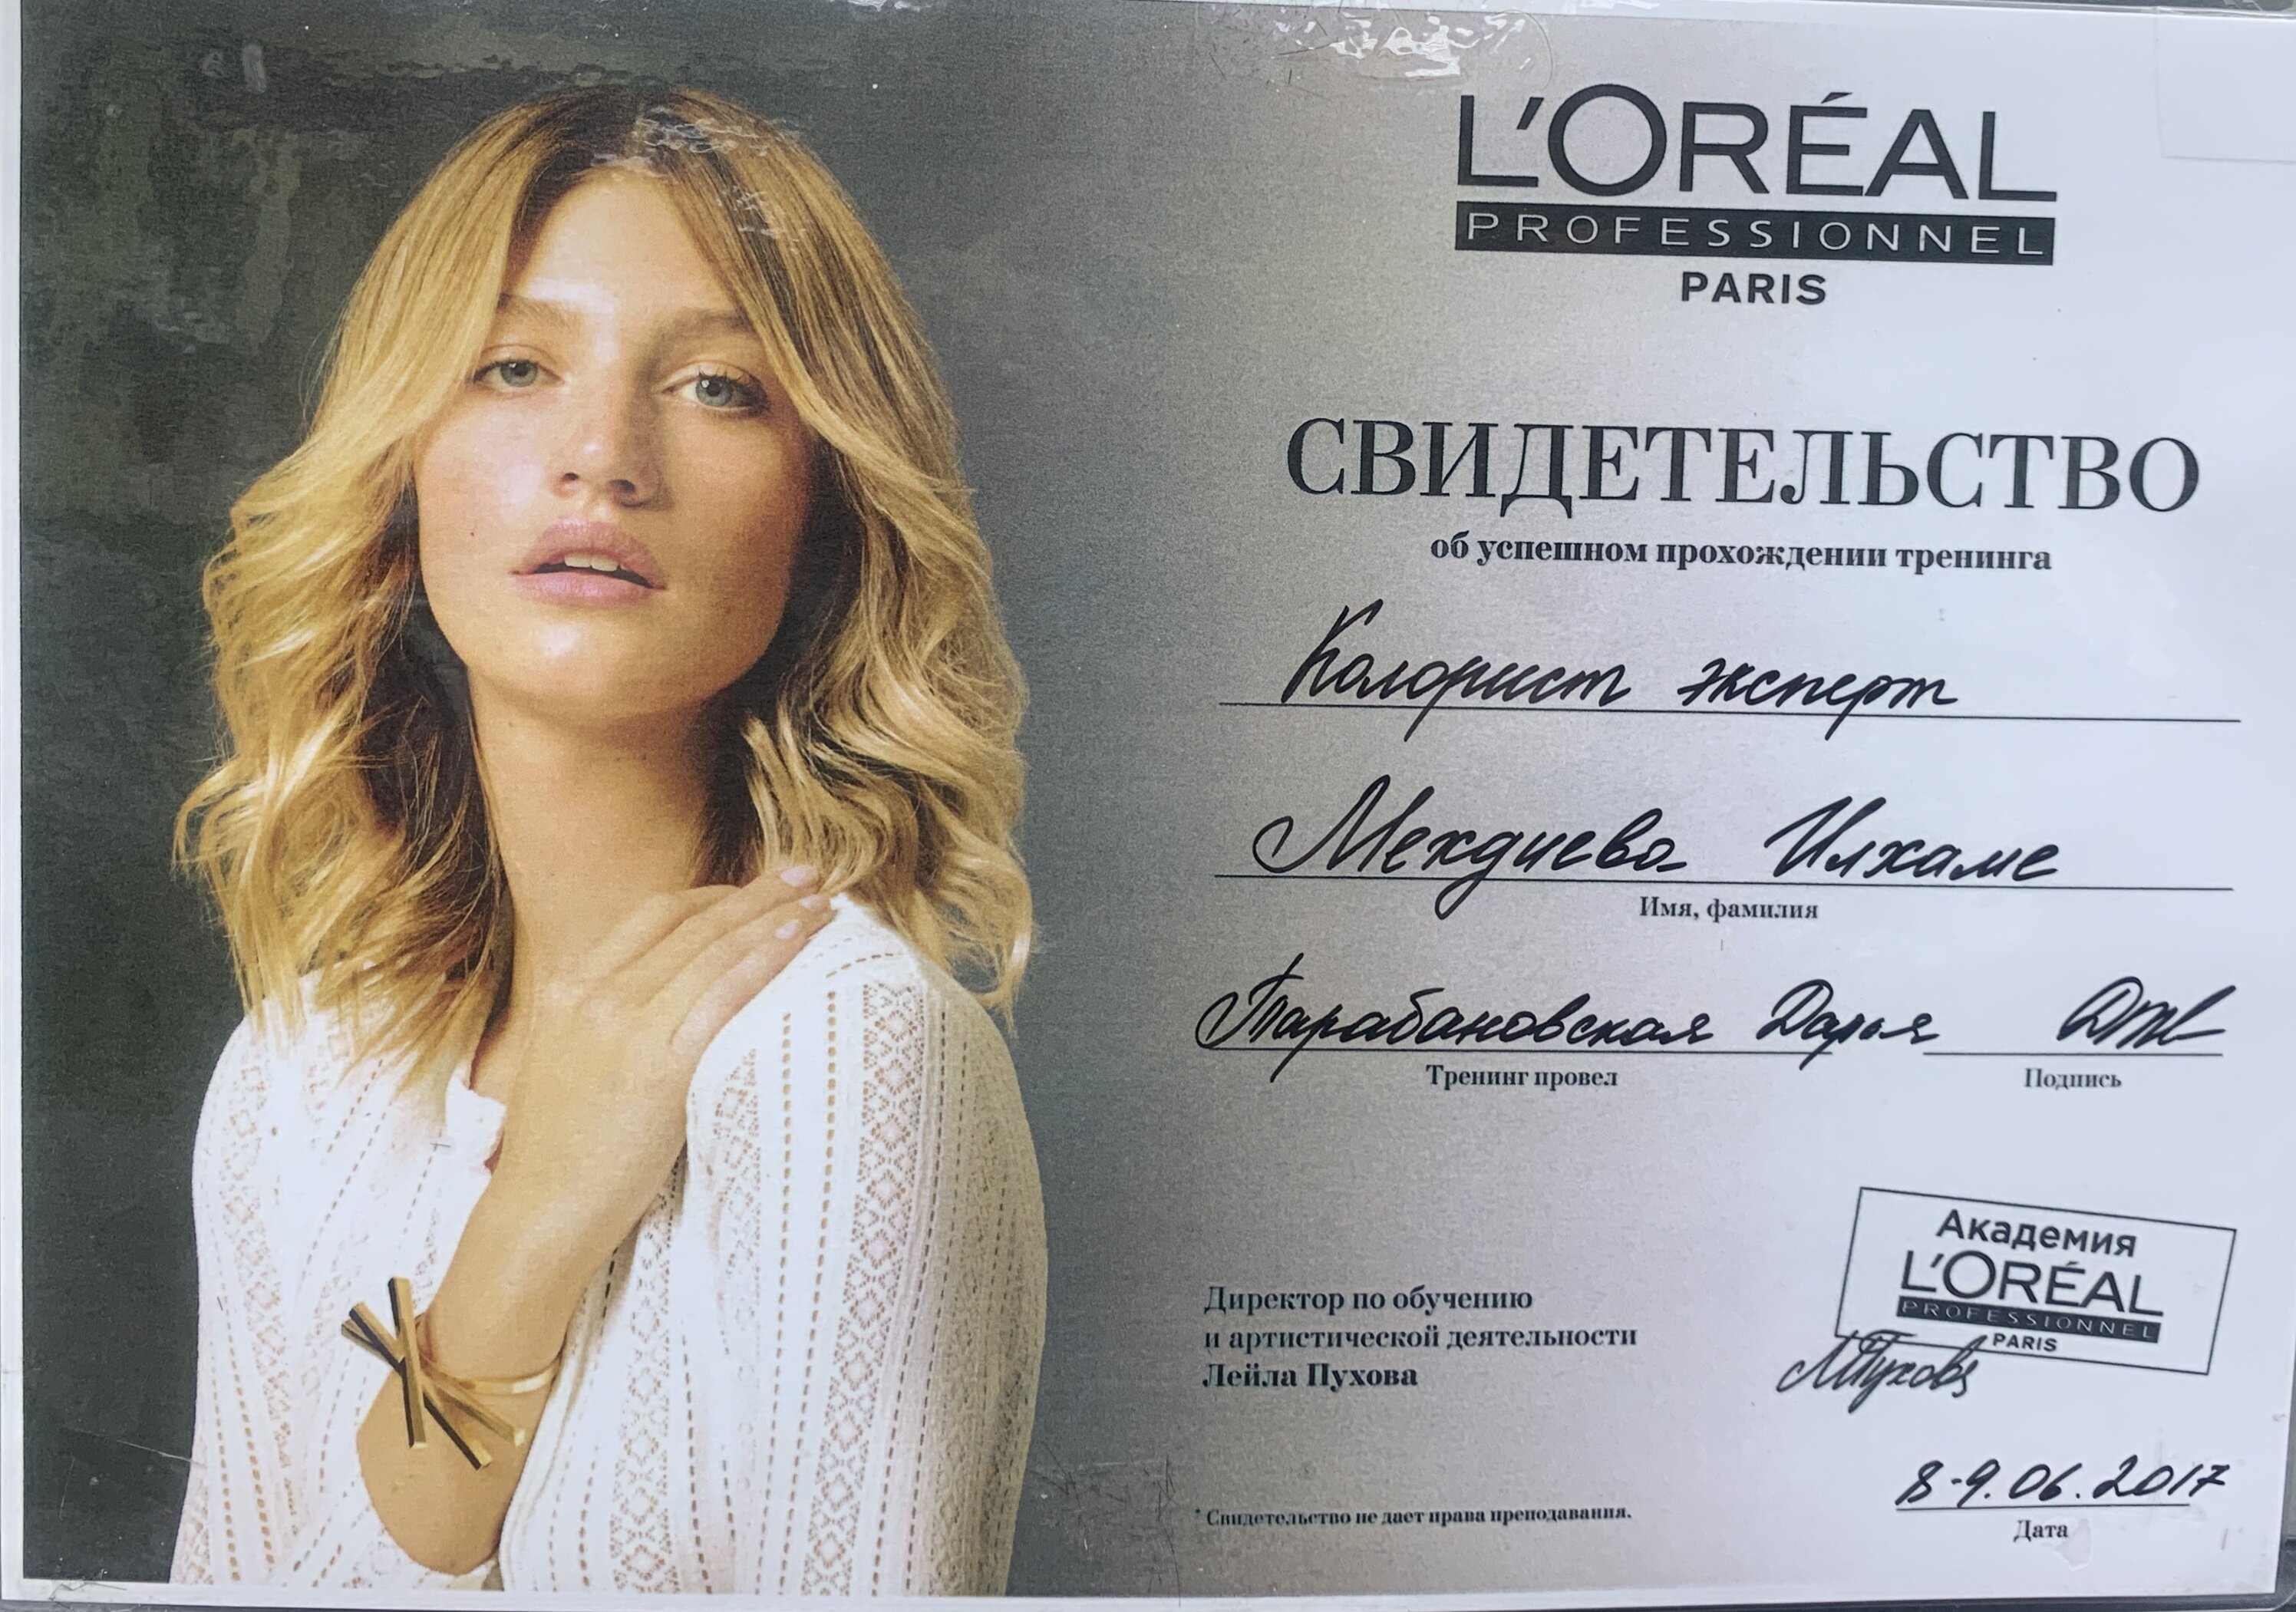 L'ORÉAL
PROFESSIONNEL
PARIS
СВИДЕТЕЛЬСТВО
об успешном прохождении тренинга
Колорист эксперт
Мехдиева Илхаме
Имя, фамилия
Тарабановская Дарья
Тренинг провел
Подпись
Академия
L'ORÉAL
PROFESSIONNEL
PARIS
Директор по обучению
и артистической деятельности
Лейла Пухова
8-9.06.2017
Дата
* Свидетельство не дает права преподавания.